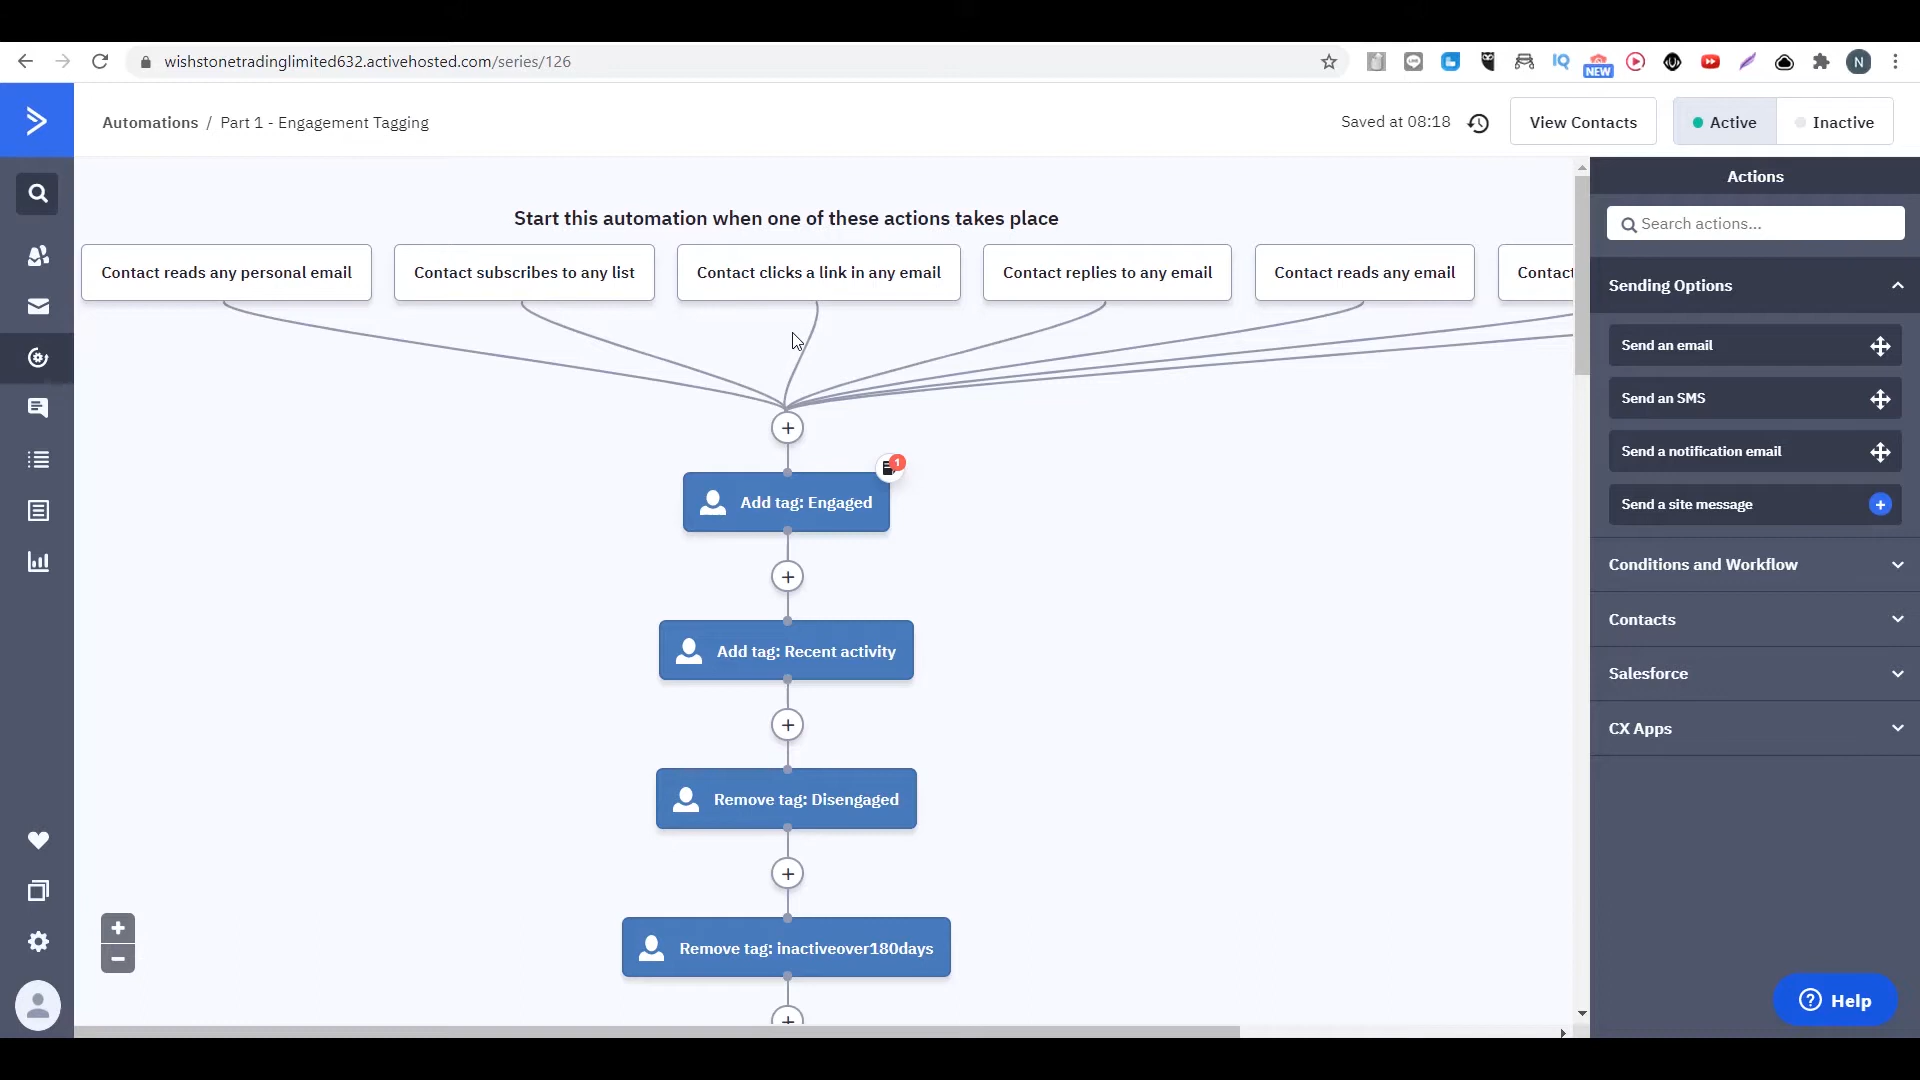 wishstonetradinglimited632.activehosted.com/series/126
IQ
NEW
N
Automations / Part 1 - Engagement Tagging
Saved at 08:18
View Contacts
Active
Inactive
Start this automation when one of these actions takes place
Contact reads any personal email
Contact subscribes to any list
Contact clicks a link in any email
Contact replies to any email
Contact reads any email
Contact
1
Add tag: Engaged
Add tag: Recent activity
Remove tag: Disengaged
Remove tag: inactiveover180days
Actions
Search actions...
Sending Options
Send an email
Send an SMS
Send a notification email
Send a site message
Conditions and Workflow
Contacts
Salesforce
CX Apps
Help